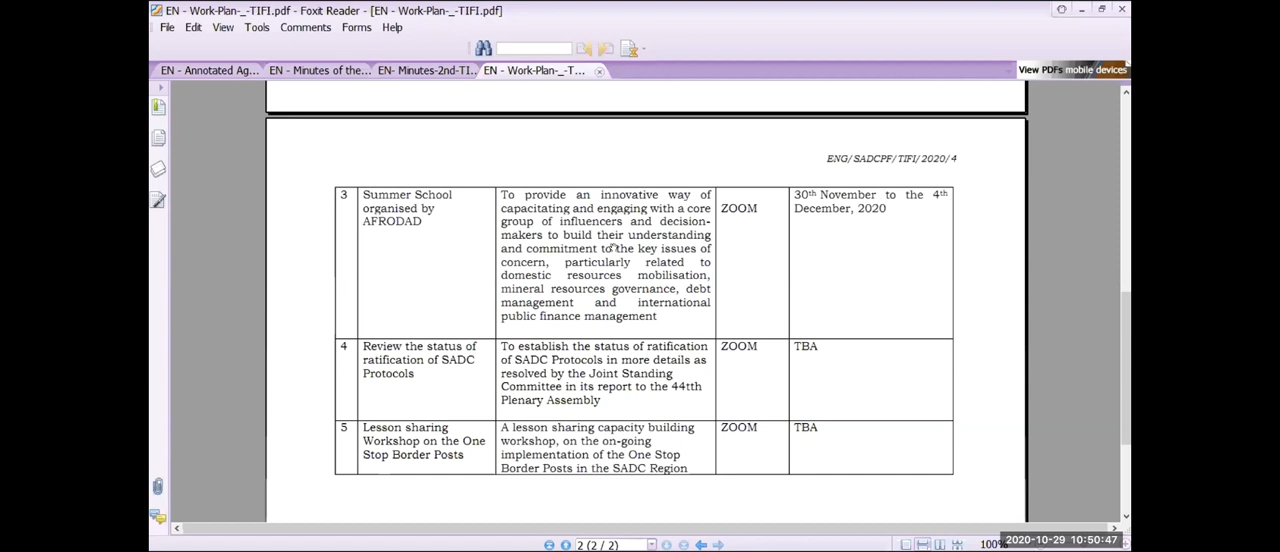 EN - Work-Plan-_-TIFI.pdf - Foxit Reader - [EN - Work-Plan-_-TIFI.pdf]
File Edit View Tools Comments Forms Help
EN - Annotated Ag... EN - Minutes of the... EN- Minutes-2nd-TI... EN - Work-Plan-_-T...
View PDFs mobile devices
ENG/SADCPF/TIFI/2020/4
3
Summer School
organised by
AFRODAD
To provide an innovative way of
capacitating and engaging with a core
group of influencers and decision-
makers to build their understanding
and commitment to the key issues of
concern, particularly related to
domestic resources mobilisation,
mineral resources governance, debt
management and international
public finance management
ZOOM
30th November to the 4th
December, 2020
4
Review the status of
ratification of SADC
Protocols
To establish the status of ratification
of SADC Protocols in more details as
resolved by the Joint Standing
Committee in its report to the 44tth
Plenary Assembly
ZOOM
TBA
5
Lesson sharing
Workshop on the One
Stop Border Posts
A lesson sharing capacity building
workshop, on the on-going
implementation of the One Stop
Border Posts in the SADC Region
ZOOM
TBA
2 (2 / 2)
100%
2020-10-29 10:50:47